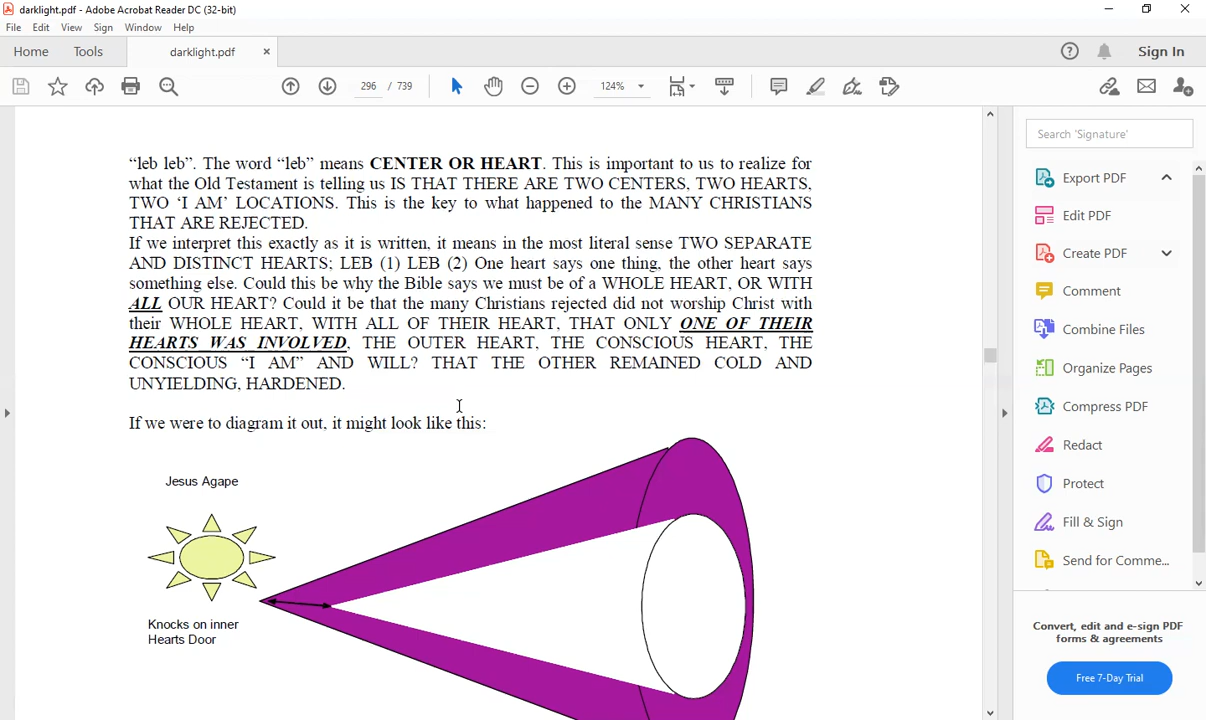 darklight.pdf - Adobe Acrobat Reader DC (32-bit)
File Edit View Sign Window Help
Home Tools darklight.pdf × Sign In
296 / 739 124%
“leb leb”. The word “leb” means CENTER OR HEART. This is important to us to realize for
what the Old Testament is telling us IS THAT THERE ARE TWO CENTERS, TWO HEARTS,
TWO ‘I AM’ LOCATIONS. This is the key to what happened to the MANY CHRISTIANS
THAT ARE REJECTED.
If we interpret this exactly as it is written, it means in the most literal sense TWO SEPARATE
AND DISTINCT HEARTS; LEB (1) LEB (2) One heart says one thing, the other heart says
something else. Could this be why the Bible says we must be of a WHOLE HEART, OR WITH
ALL OUR HEART? Could it be that the many Christians rejected did not worship Christ with
their WHOLE HEART, WITH ALL OF THEIR HEART, THAT ONLY ONE OF THEIR
HEARTS WAS INVOLVED, THE OUTER HEART, THE CONSCIOUS HEART, THE
CONSCIOUS “I AM” AND WILL? THAT THE OTHER REMAINED COLD AND
UNYIELDING, HARDENED.
If we were to diagram it out, it might look like this:
Jesus Agape
Knocks on inner
Hearts Door
Search 'Signature'
Export PDF
Edit PDF
Create PDF
Comment
Combine Files
Organize Pages
Compress PDF
Redact
Protect
Fill & Sign
Send for Comme...
Convert, edit and e-sign PDF
forms & agreements
Free 7-Day Trial